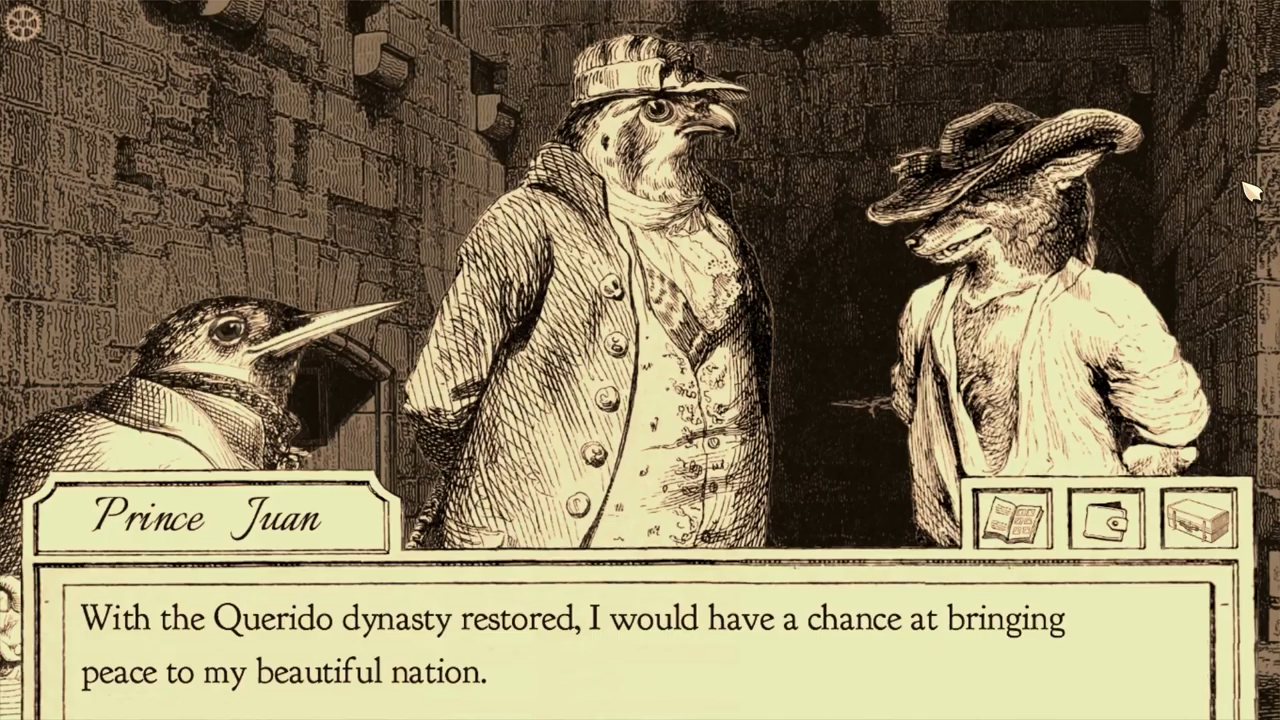 Prince Juan
With the Querido dynasty restored, I would have a chance at bringing
peace to my beautiful nation.